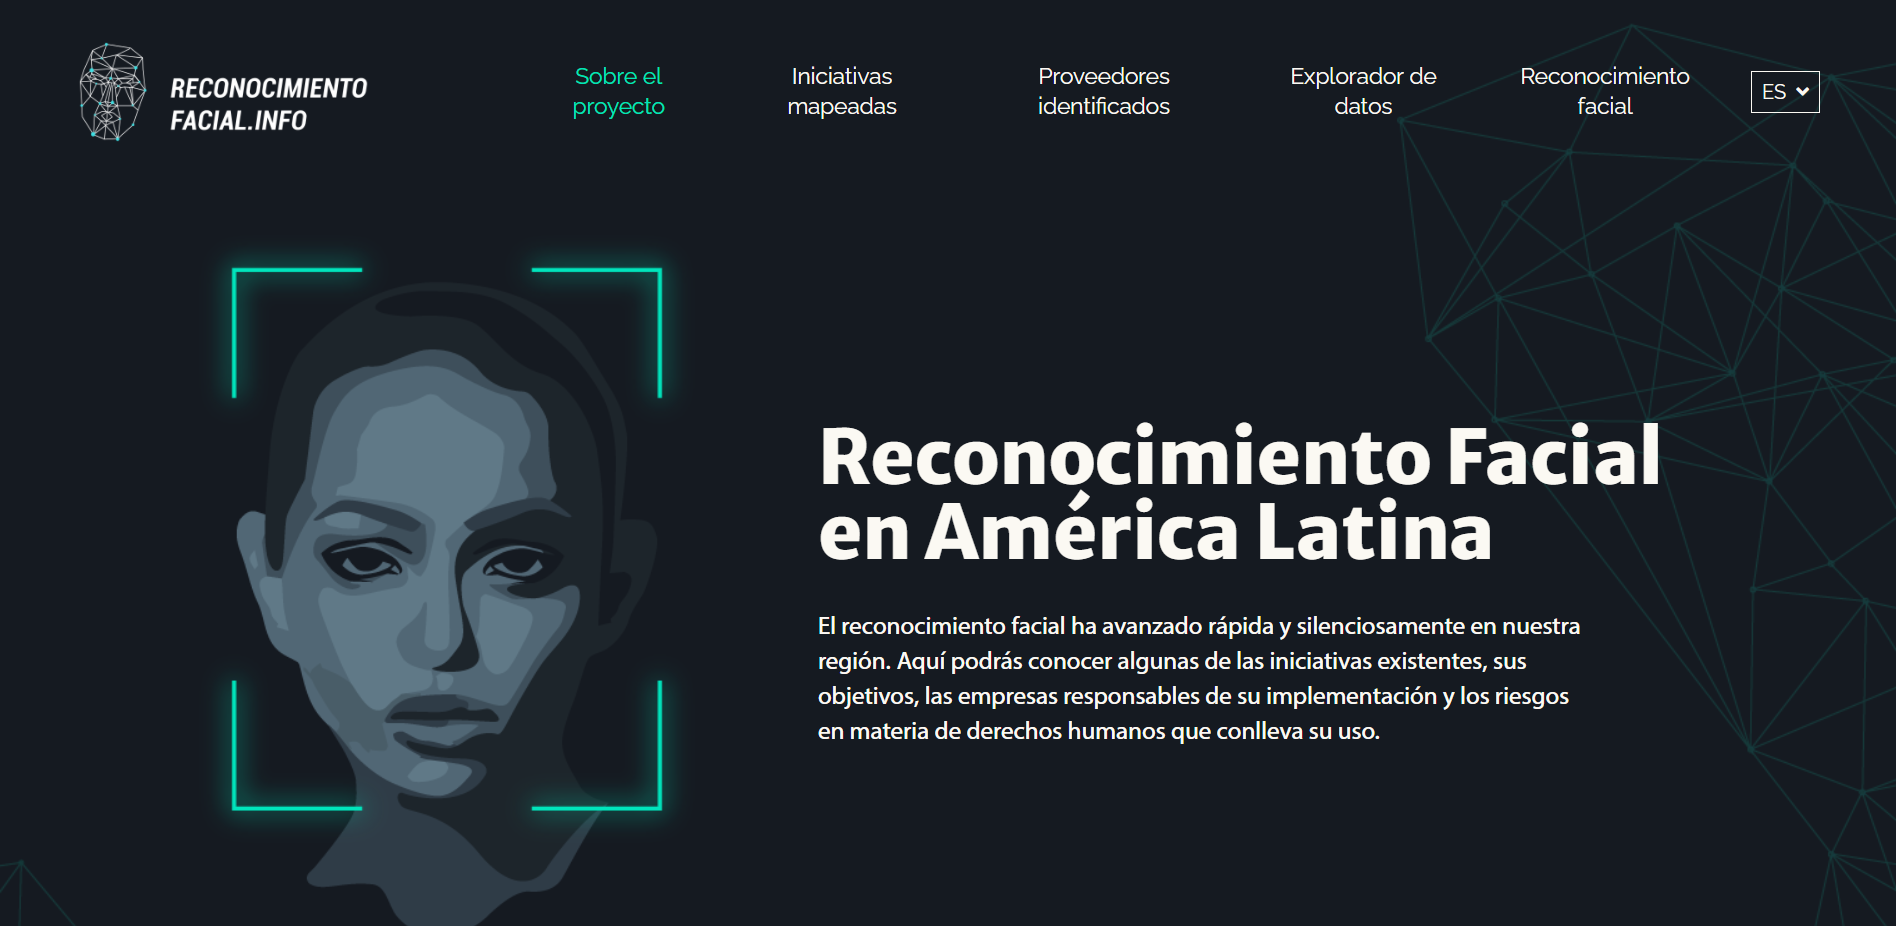 RECONOCIMIENTO
FACIAL.INFO
Sobre el
proyecto
Iniciativas
mapeadas
Proveedores
identificados
Explorador de
datos
Reconocimiento
facial
ES
Reconocimiento Facial
en América Latina
El reconocimiento facial ha avanzado rápida y silenciosamente en nuestra
región. Aquí podrás conocer algunas de las iniciativas existentes, sus
objetivos, las empresas responsables de su implementación y los riesgos
en materia de derechos humanos que conlleva su uso.